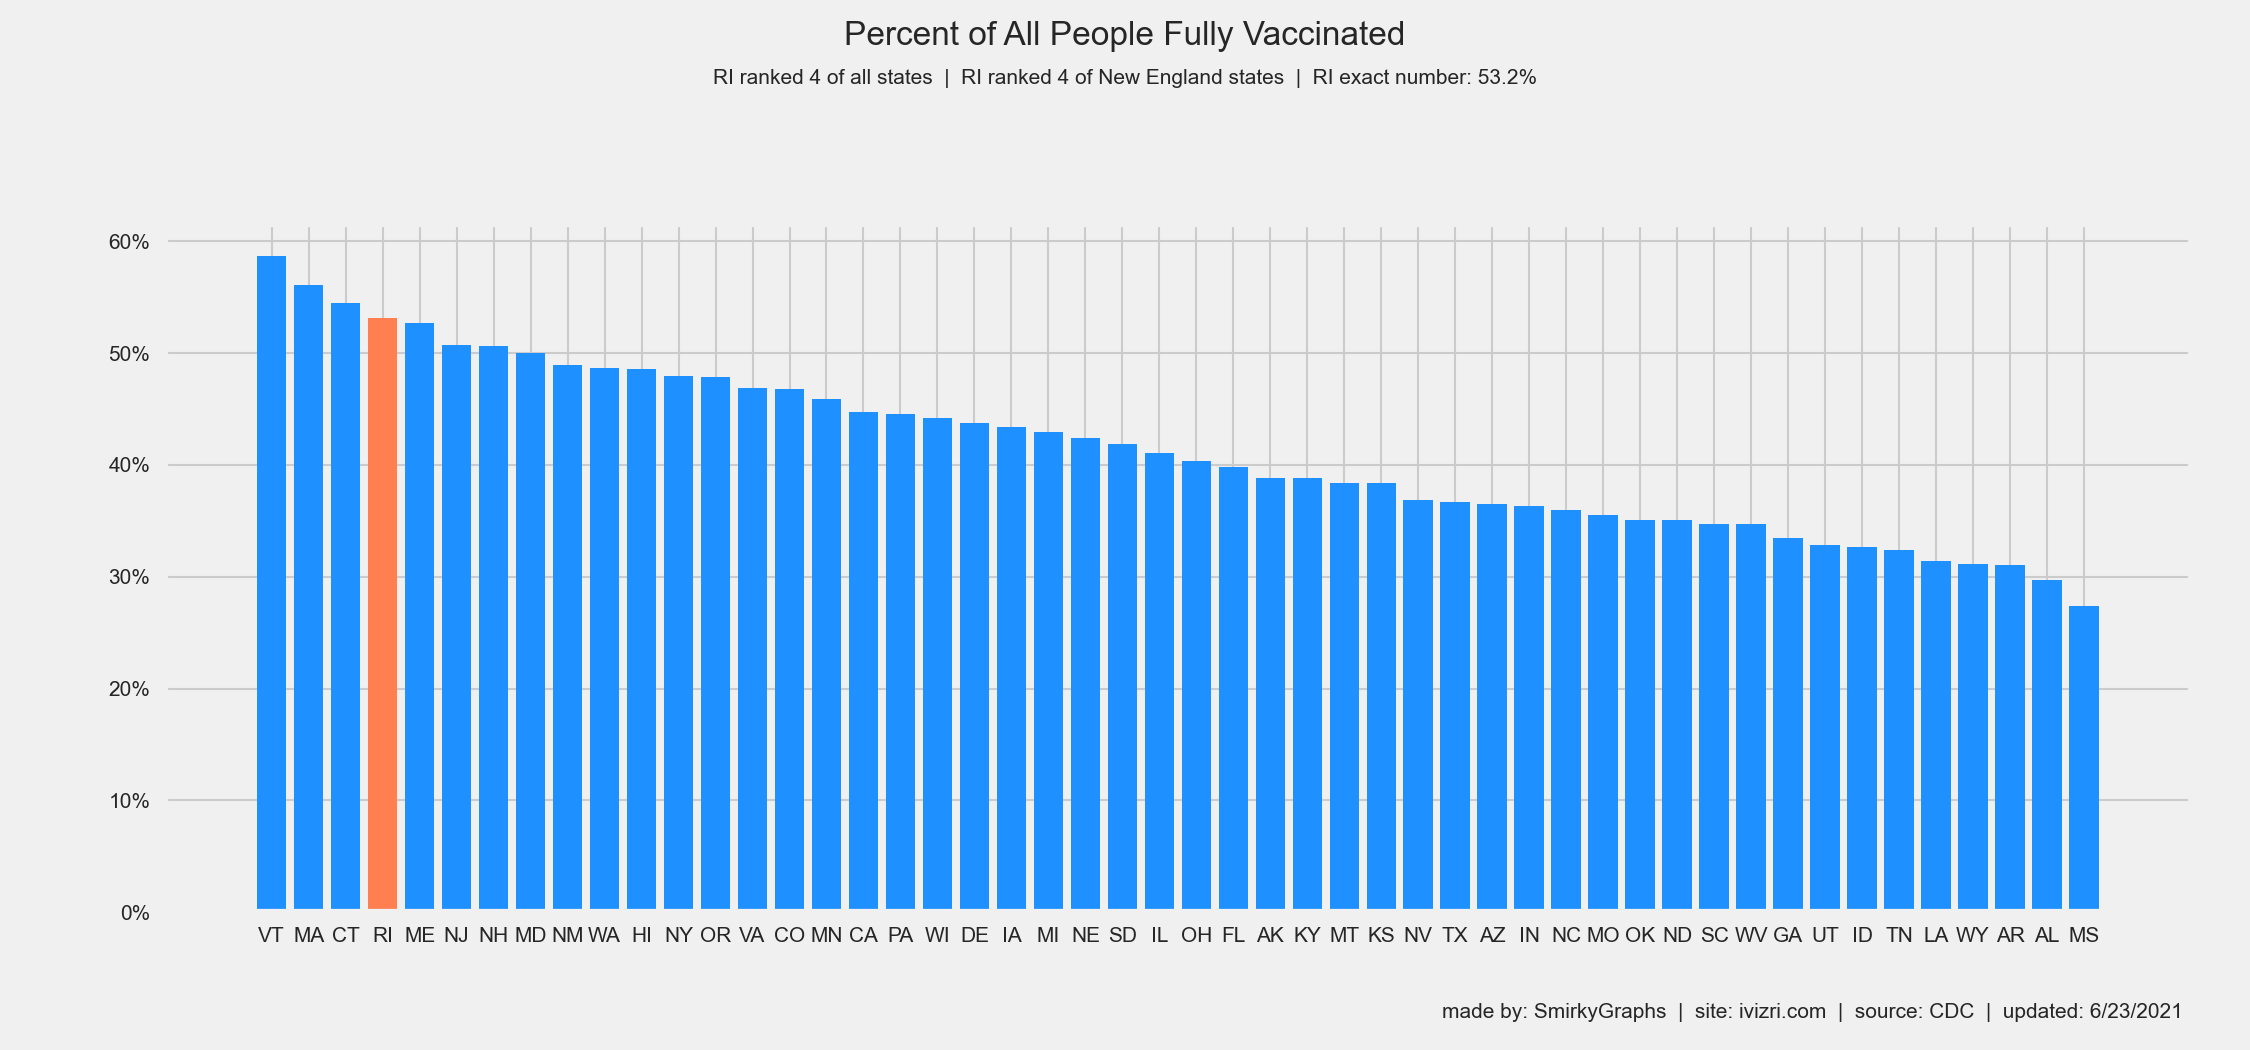 Percent of All People Fully Vaccinated
RI ranked 4 of all states | RI ranked 4 of New England states | RI exact number: 53.2%
60%
50%
40%
30%
20%
10%
0%
VT MA CT RI ME NJ NH MD NM WA HI NY OR VA CO MN CA PA WI DE IA MI NE SD IL OH FL AK KY MT KS NV TX AZ IN NC MO OK ND SC WV GA UT ID TN LA WY AR AL MS
made by: SmirkyGraphs | site: ivizri.com | source: CDC | updated: 6/23/2021